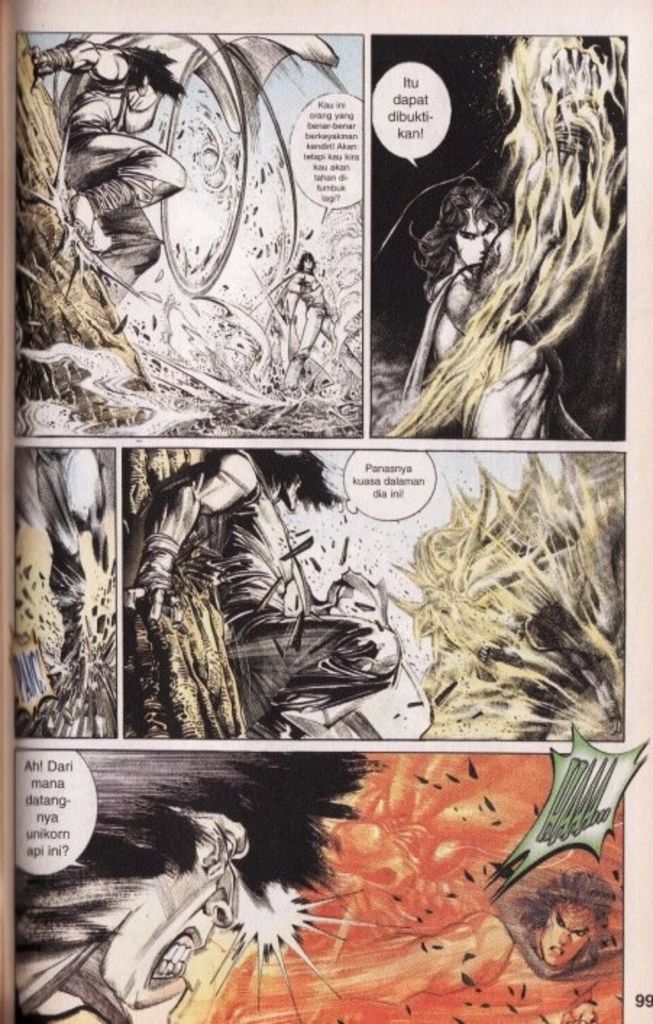 Kau ini
orang yang
benar-benar
berkeyakinan
kendiri! Akan
tetapi kau kira
kau akan
tahan di-
tumbuk
lagi?
Itu
dapat
dibukti-
kan!
Panasnya
kuasa dalaman
dia ini!
Ah! Dari
mana
datang-
nya
unikorn
api ini?
99